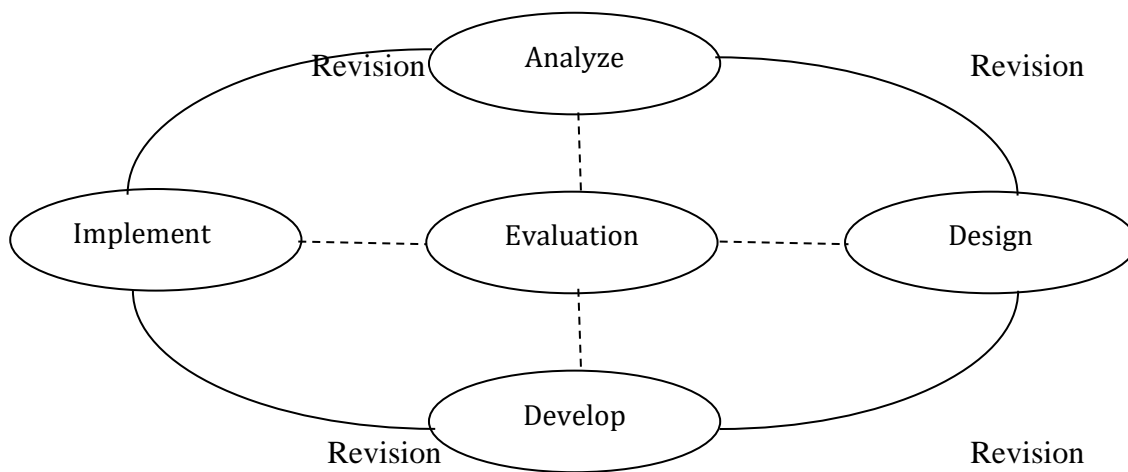 Analyze
Revision
Revision
Implement
Evaluation
Design
Develop
Revision
Revision